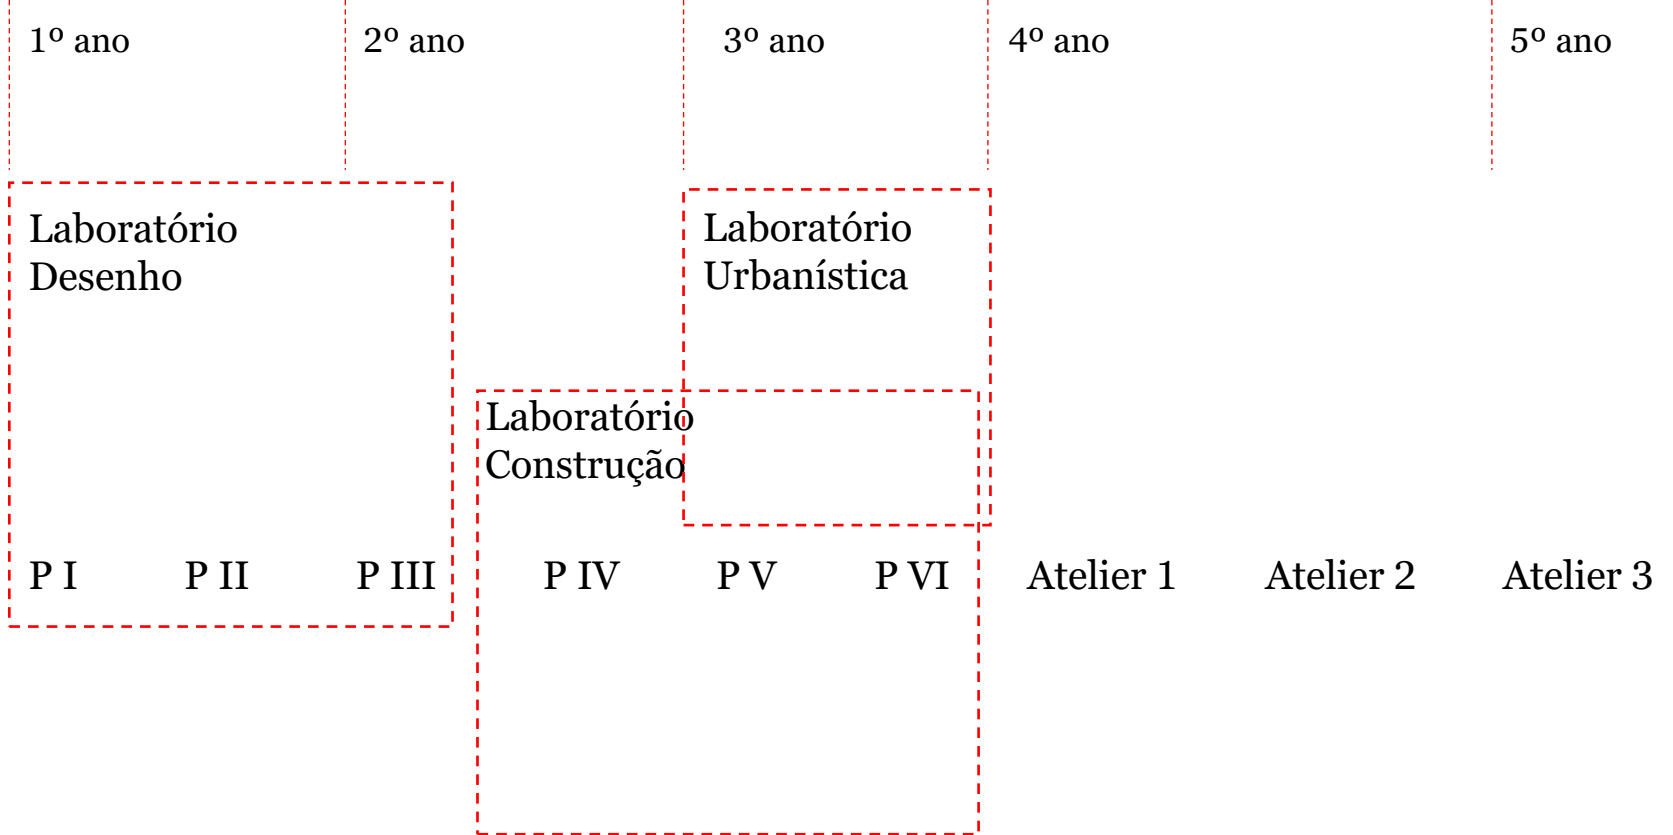 1º ano
2º ano
3º ano
4º ano
5º ano
Laboratório
Desenho
Laboratório
Urbanística
Laboratório
Construção
P I
P II
P III
P IV
P V
P VI
Atelier 1
Atelier 2
Atelier 3